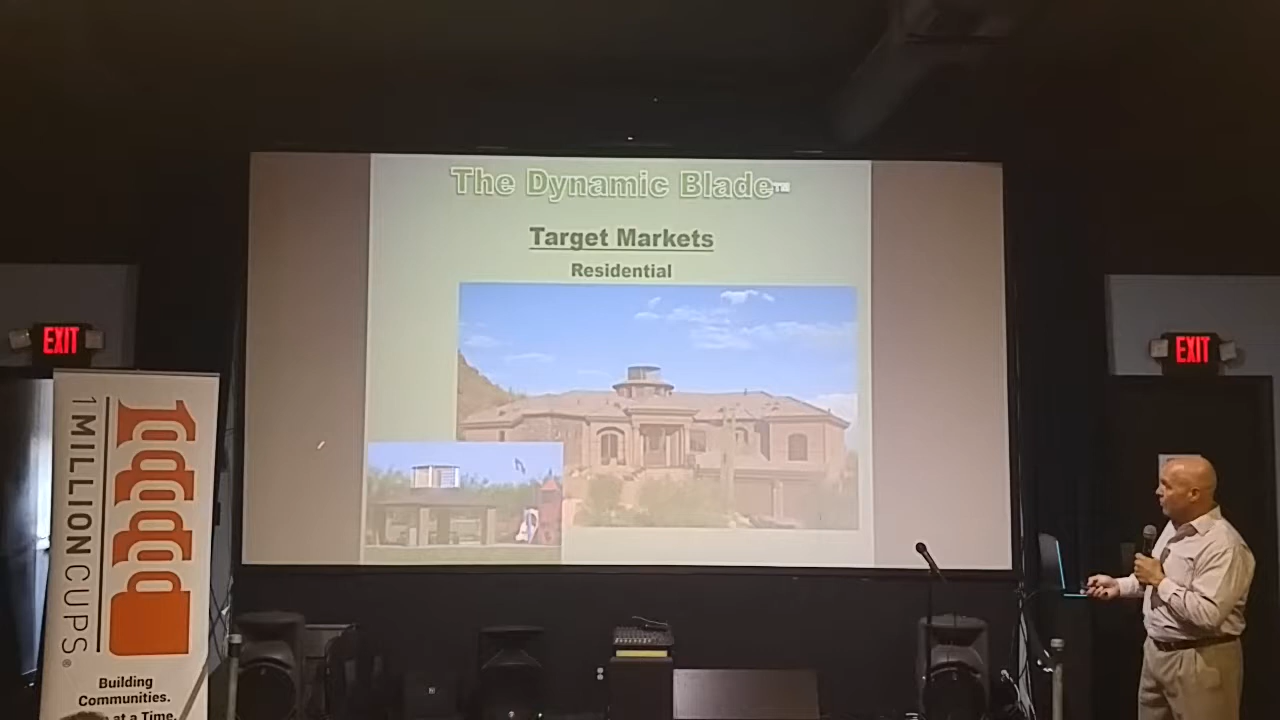 The Dynamic Blade™
Target Markets
Residential
EXIT
EXIT
1 MILLION CUPS®
Building
Communities.
at a Time.